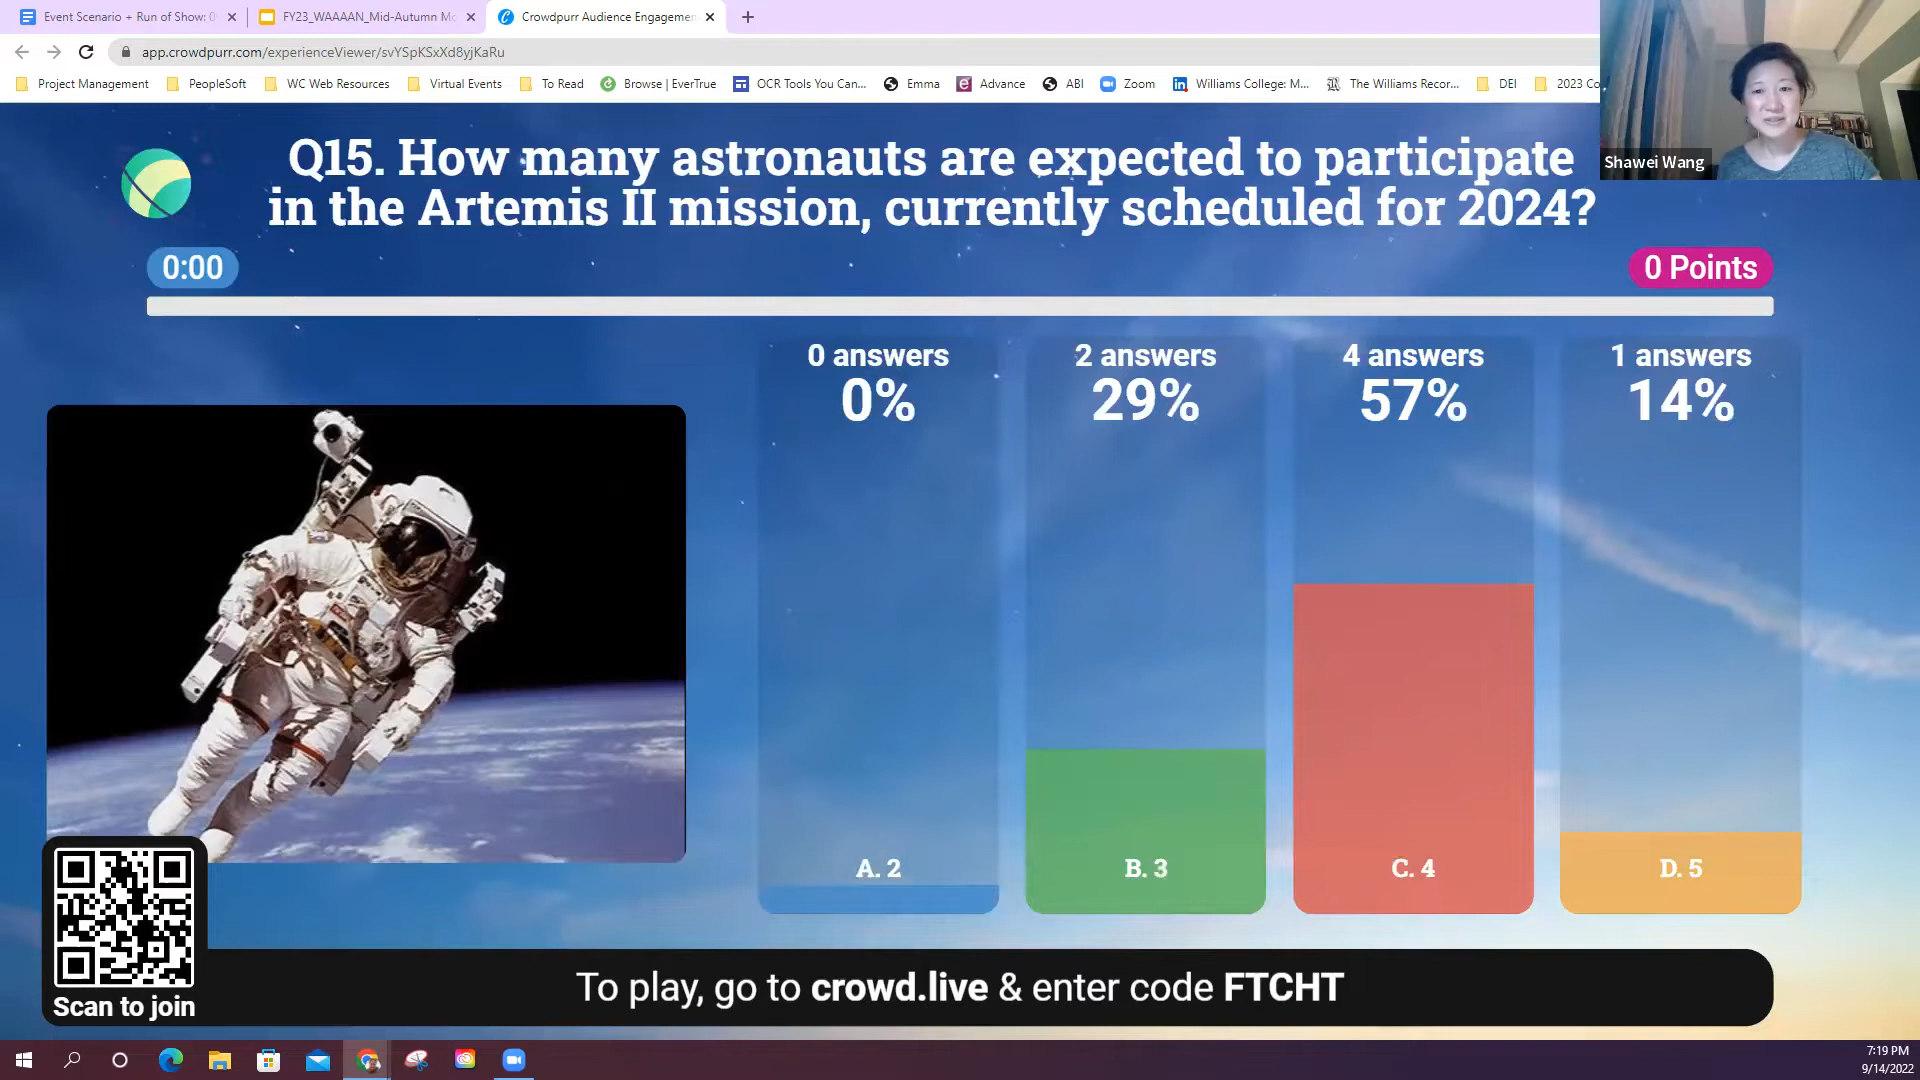 Event Scenario + Run of Show: 0
FY23_WAAAAN_Mid-Autumn Mo
Crowdpurr Audience Engagemen
app.crowdpurr.com/experienceViewer/svYSpKSxXd8yjKaRu
Project Management
PeopleSoft
WC Web Resources
Virtual Events
To Read
Browse | EverTrue
OCR Tools You Can...
Emma
Advance
ABI
Zoom
Williams College: M...
The Williams Recor...
DEI
2023 Co
Shawei Wang
Q15. How many astronauts are expected to participate
in the Artemis II mission, currently scheduled for 2024?
0:00
0 Points
0 answers
0%
2 answers
29%
4 answers
57%
1 answers
14%
A. 2
B. 3
C. 4
D. 5
Scan to join
To play, go to crowd.live & enter code FTCHT
7:19 PM
9/14/2022